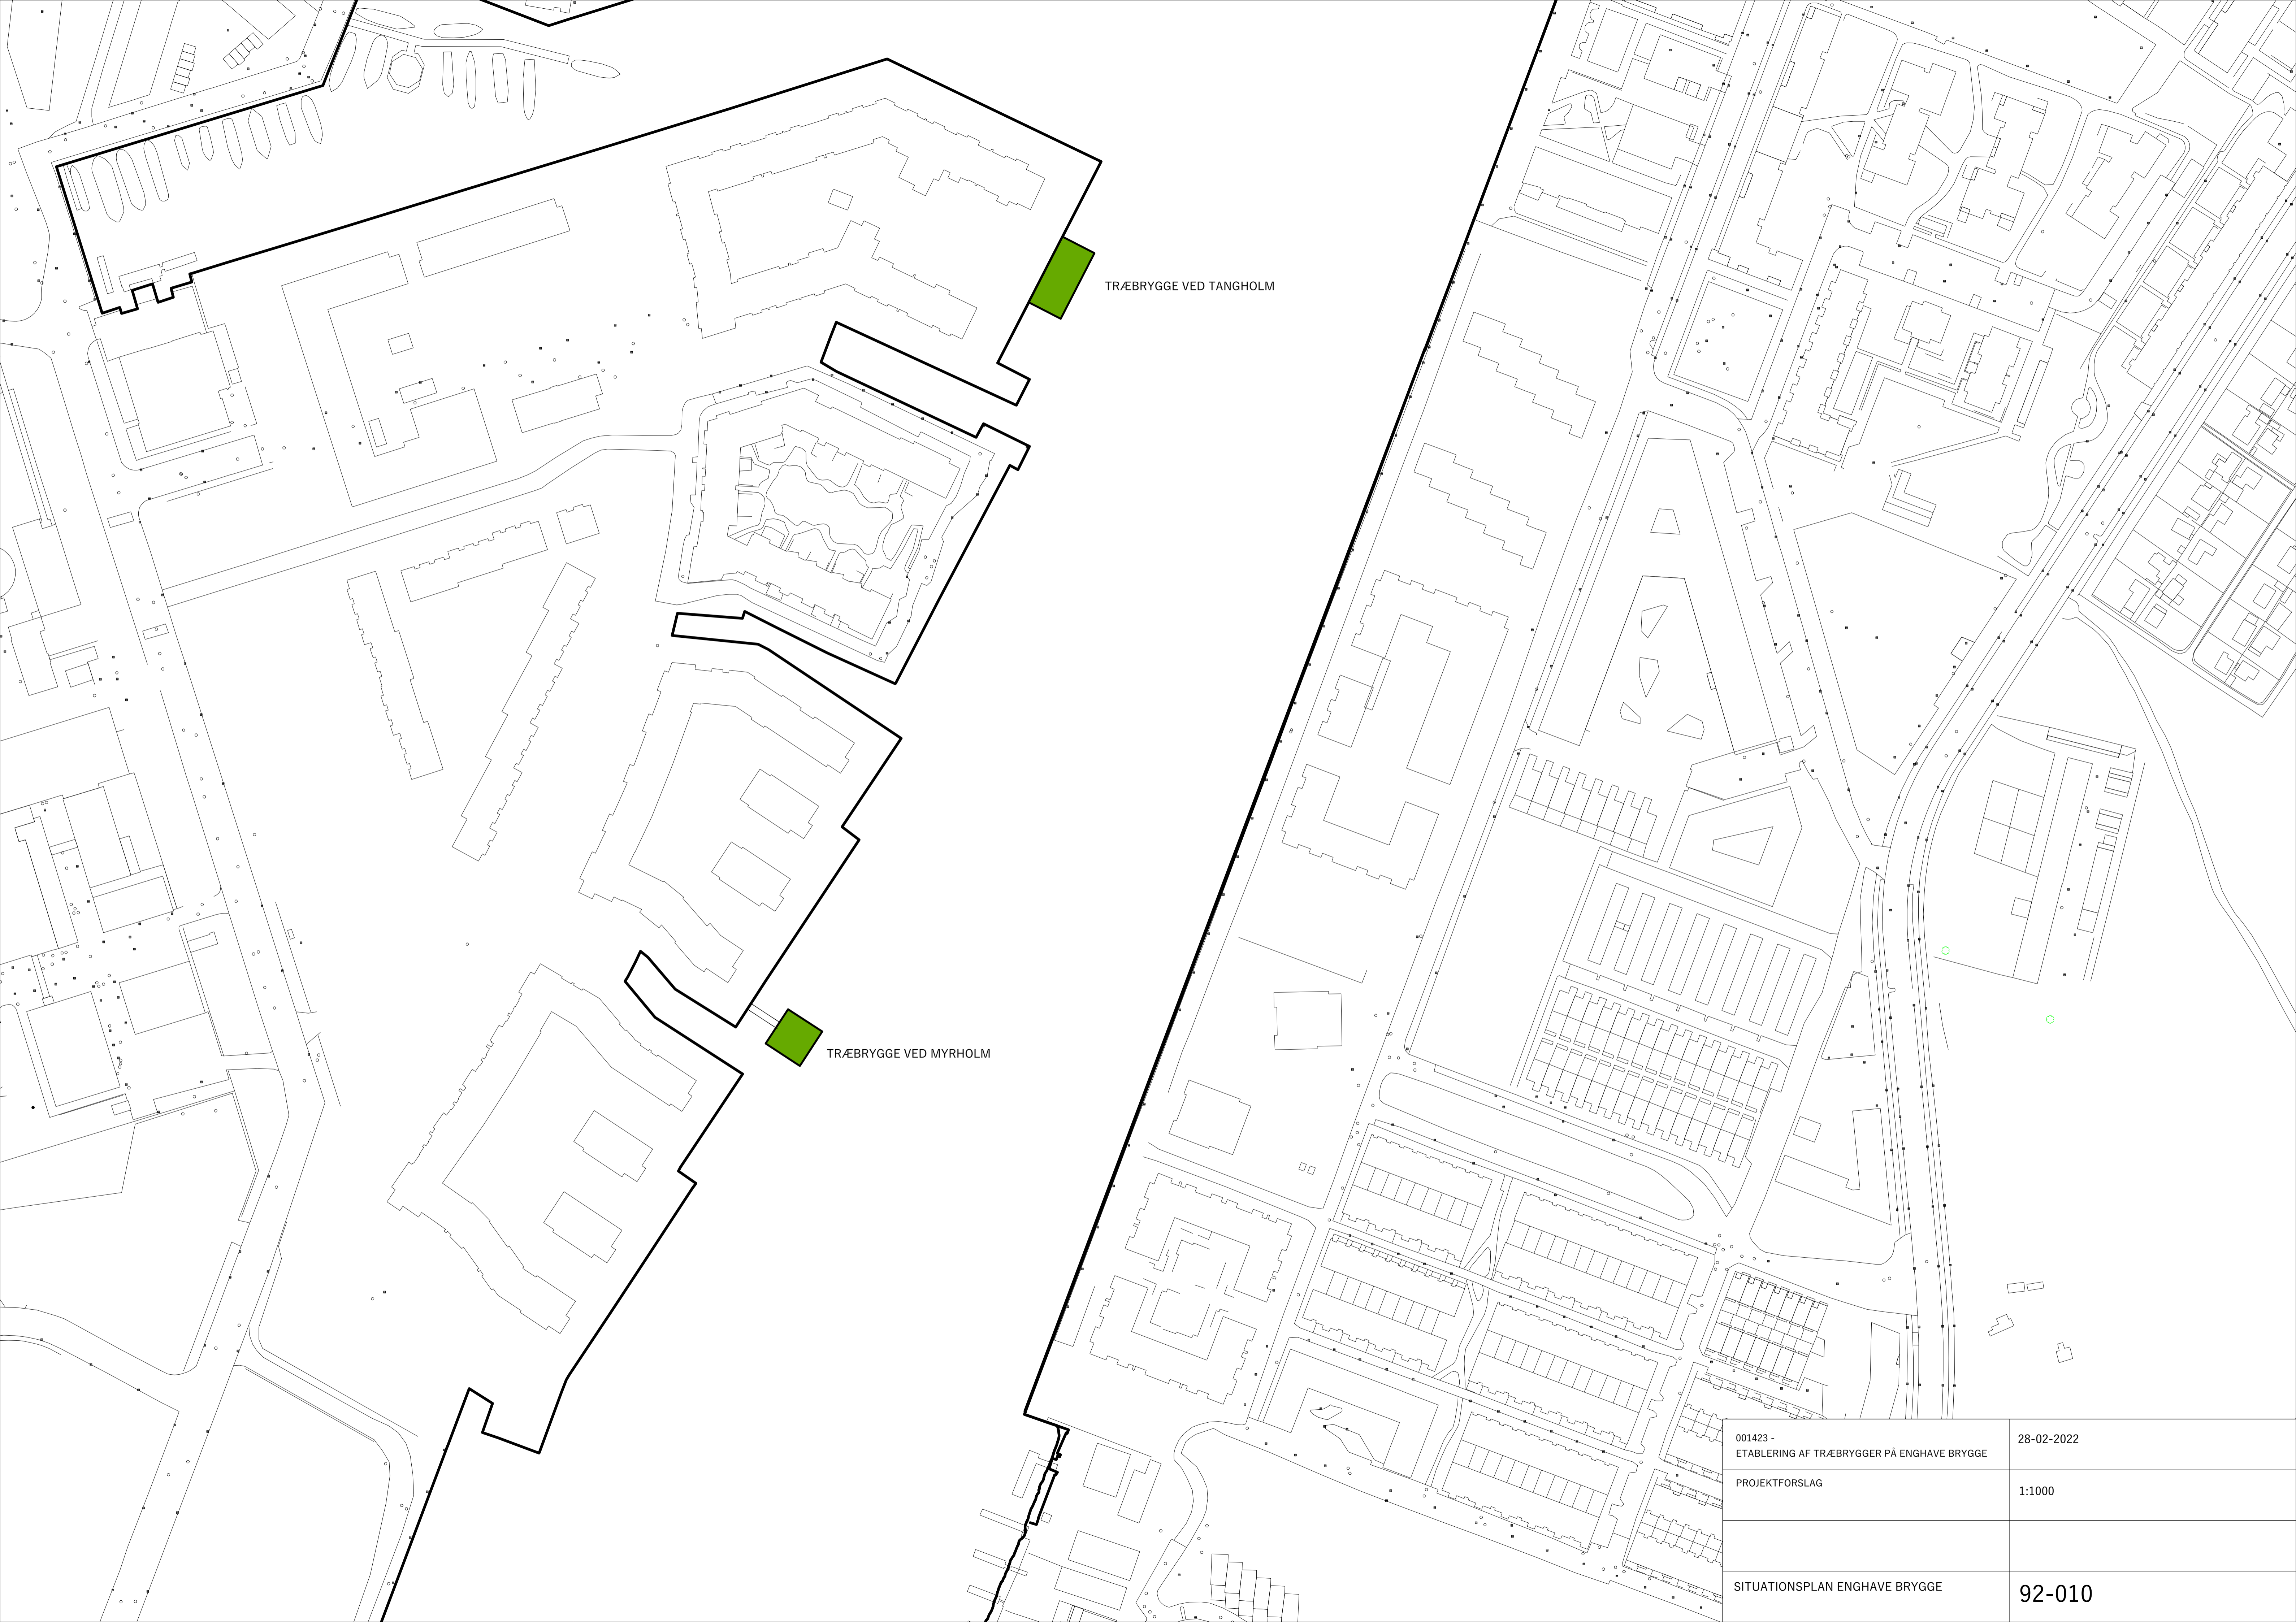 TRÆBRYGGE VED TANGHOLM
TRÆBRYGGE VED MYRHOLM
001423 -
ETABLERING AF TRÆBRYGGER PÅ ENGHAVE BRYGGE
28-02-2022
PROJEKTFORSLAG
1:1000
SITUATIONSPLAN ENGHAVE BRYGGE
92-010